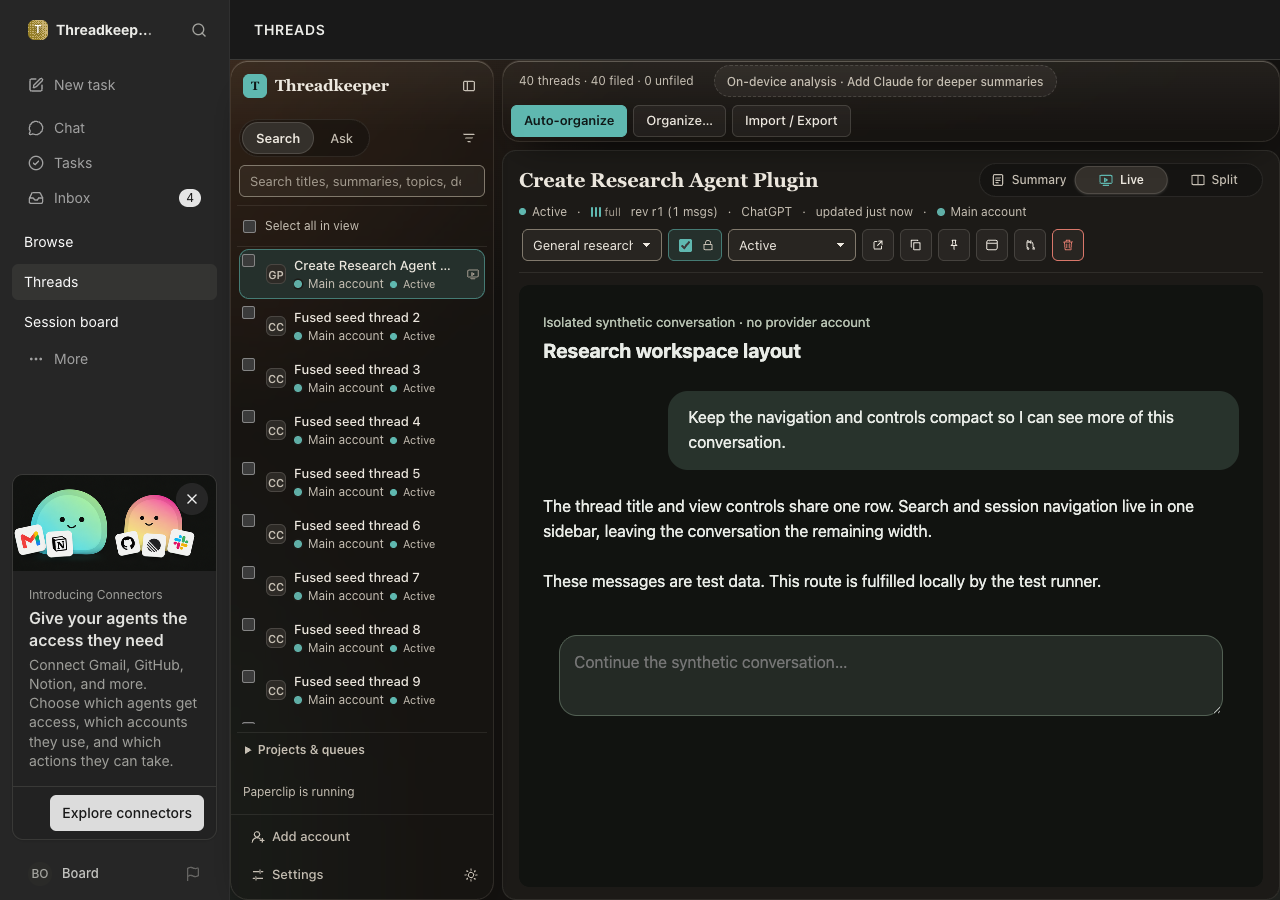 T
Threadkeep...
New task
Chat
Tasks
Inbox
4
Browse
Threads
Session board
More
Introducing Connectors
Give your agents the
access they need
Connect Gmail, GitHub,
Notion, and more.
Choose which agents get
access, which accounts
they use, and which
actions they can take.
Explore connectors
BO
Board
THREADS
T
Threadkeeper
Search
Ask
Search titles, summaries, topics, de
Select all in view
GP
Create Research Agent ...
Main account
Active
CC
Fused seed thread 2
Main account
Active
CC
Fused seed thread 3
Main account
Active
CC
Fused seed thread 4
Main account
Active
CC
Fused seed thread 5
Main account
Active
CC
Fused seed thread 6
Main account
Active
CC
Fused seed thread 7
Main account
Active
CC
Fused seed thread 8
Main account
Active
CC
Fused seed thread 9
Main account
Active
Projects & queues
Paperclip is running
Add account
Settings
40 threads · 40 filed · 0 unfiled
On-device analysis · Add Claude for deeper summaries
Auto-organize
Organize...
Import / Export
Create Research Agent Plugin
Summary
Live
Split
Active · full rev r1 (1 msgs) · ChatGPT · updated just now · Main account
General research
Active
Isolated synthetic conversation · no provider account
Research workspace layout
Keep the navigation and controls compact so I can see more of this
conversation.
The thread title and view controls share one row. Search and session navigation live in one
sidebar, leaving the conversation the remaining width.
These messages are test data. This route is fulfilled locally by the test runner.
Continue the synthetic conversation...